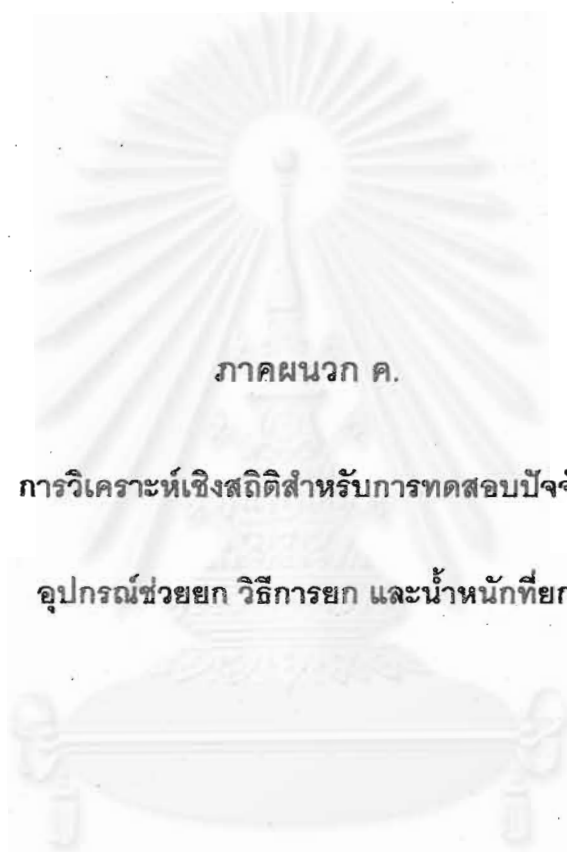 ภาคผนวก ค.
การวิเคราะห์เชิงสถิติสำหรับการทดสอบ
อุปกรณ์ช่วยยก วิธีการยก และน้ำหนักที่ยก